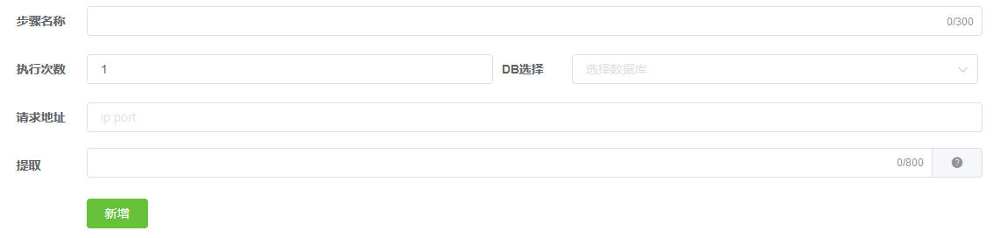 步骤名称 0/300
执行次数 1 DB选择 选择数据库
请求地址 ip:port
提取 0/800 ?
新增